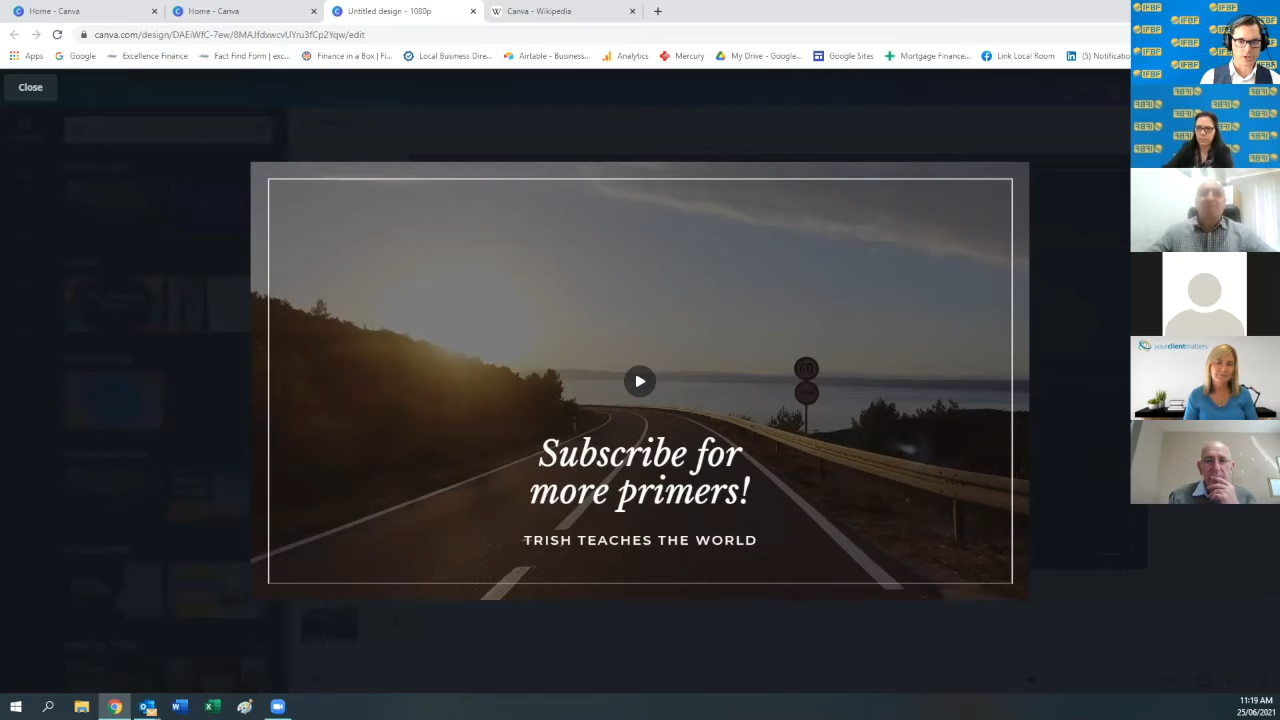 Home - Canva
Home - Canva
Untitled design - 1080p
Canva - Wikipedia
canva.com/design/DAEiWfC-7ew/8MAJfdxwcvUYru3fCp2Yqw/edit
Apps
Google
Excellence Finance
Fact Find Form | exc...
Finance in a Box | Fi...
Local Business Dire...
Airtable - Business...
Analytics
Mercury
My Drive - Google...
Google Sites
Mortgage Finance...
Link Local Room
(5) Notificatio
Close
60
Subscribe for
more primers!
TRISH TEACHES THE WORLD
IFBF
yourclientmatters
11:19 AM
25/06/2021